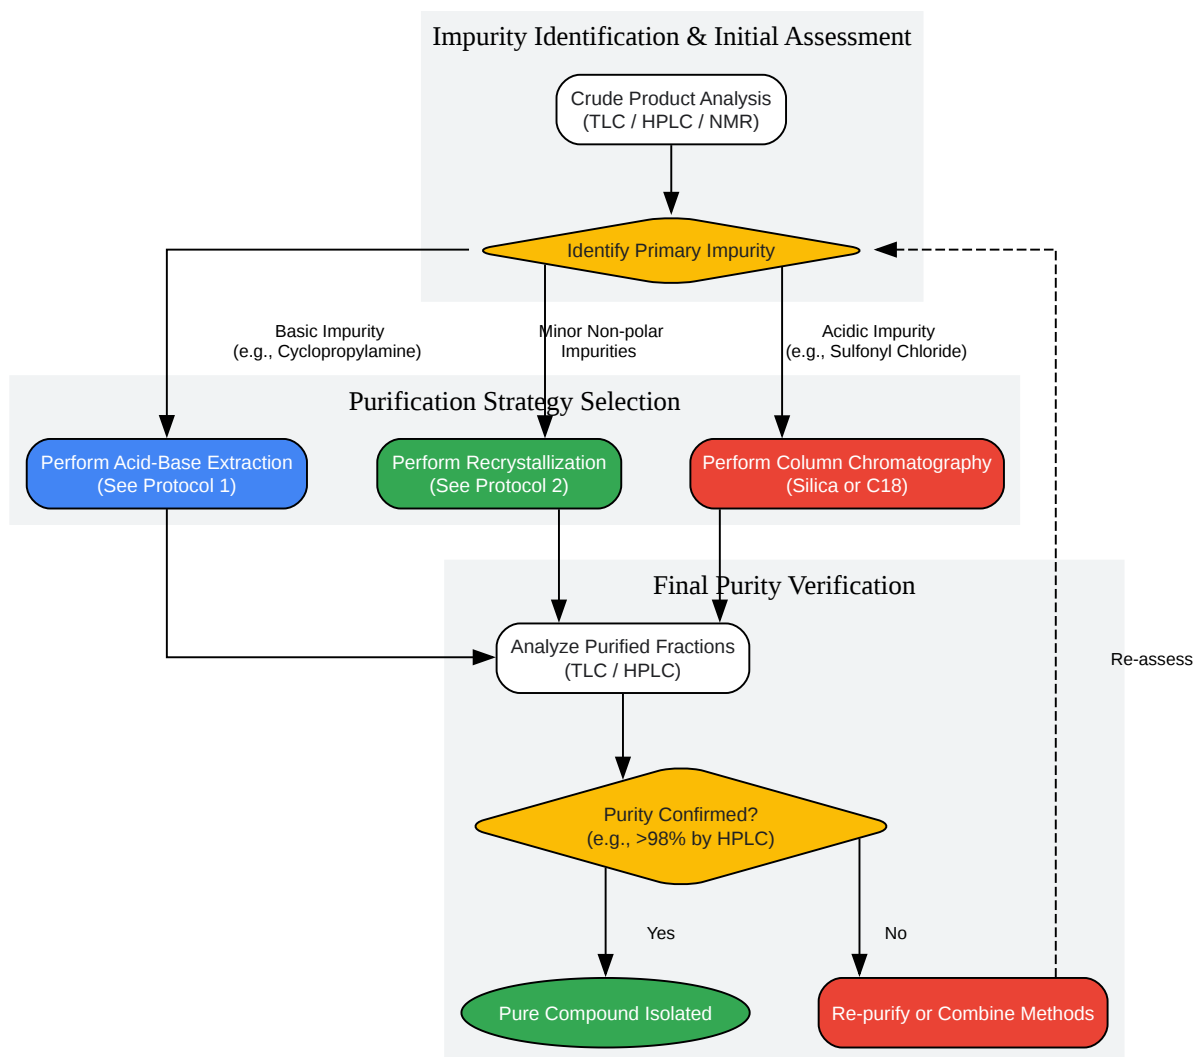 Impurity Identification & Initial Assessment
Crude Product Analysis
(TLC / HPLC / NMR)
Identify Primary Impurity
Basic Impurity
(e.g., Cyclopropylamine)
Minor Non-polar
Impurities
Acidic Impurity
(e.g., Sulfonyl Chloride)
Purification Strategy Selection
Perform Acid-Base Extraction
(See Protocol 1)
Perform Recrystallization
(See Protocol 2)
Perform Column Chromatography
(Silica or C18)
Final Purity Verification
Analyze Purified Fractions
(TLC / HPLC)
Re-assess
Purity Confirmed?
(e.g., >98% by HPLC)
Yes
No
Pure Compound Isolated
Re-purify or Combine Methods